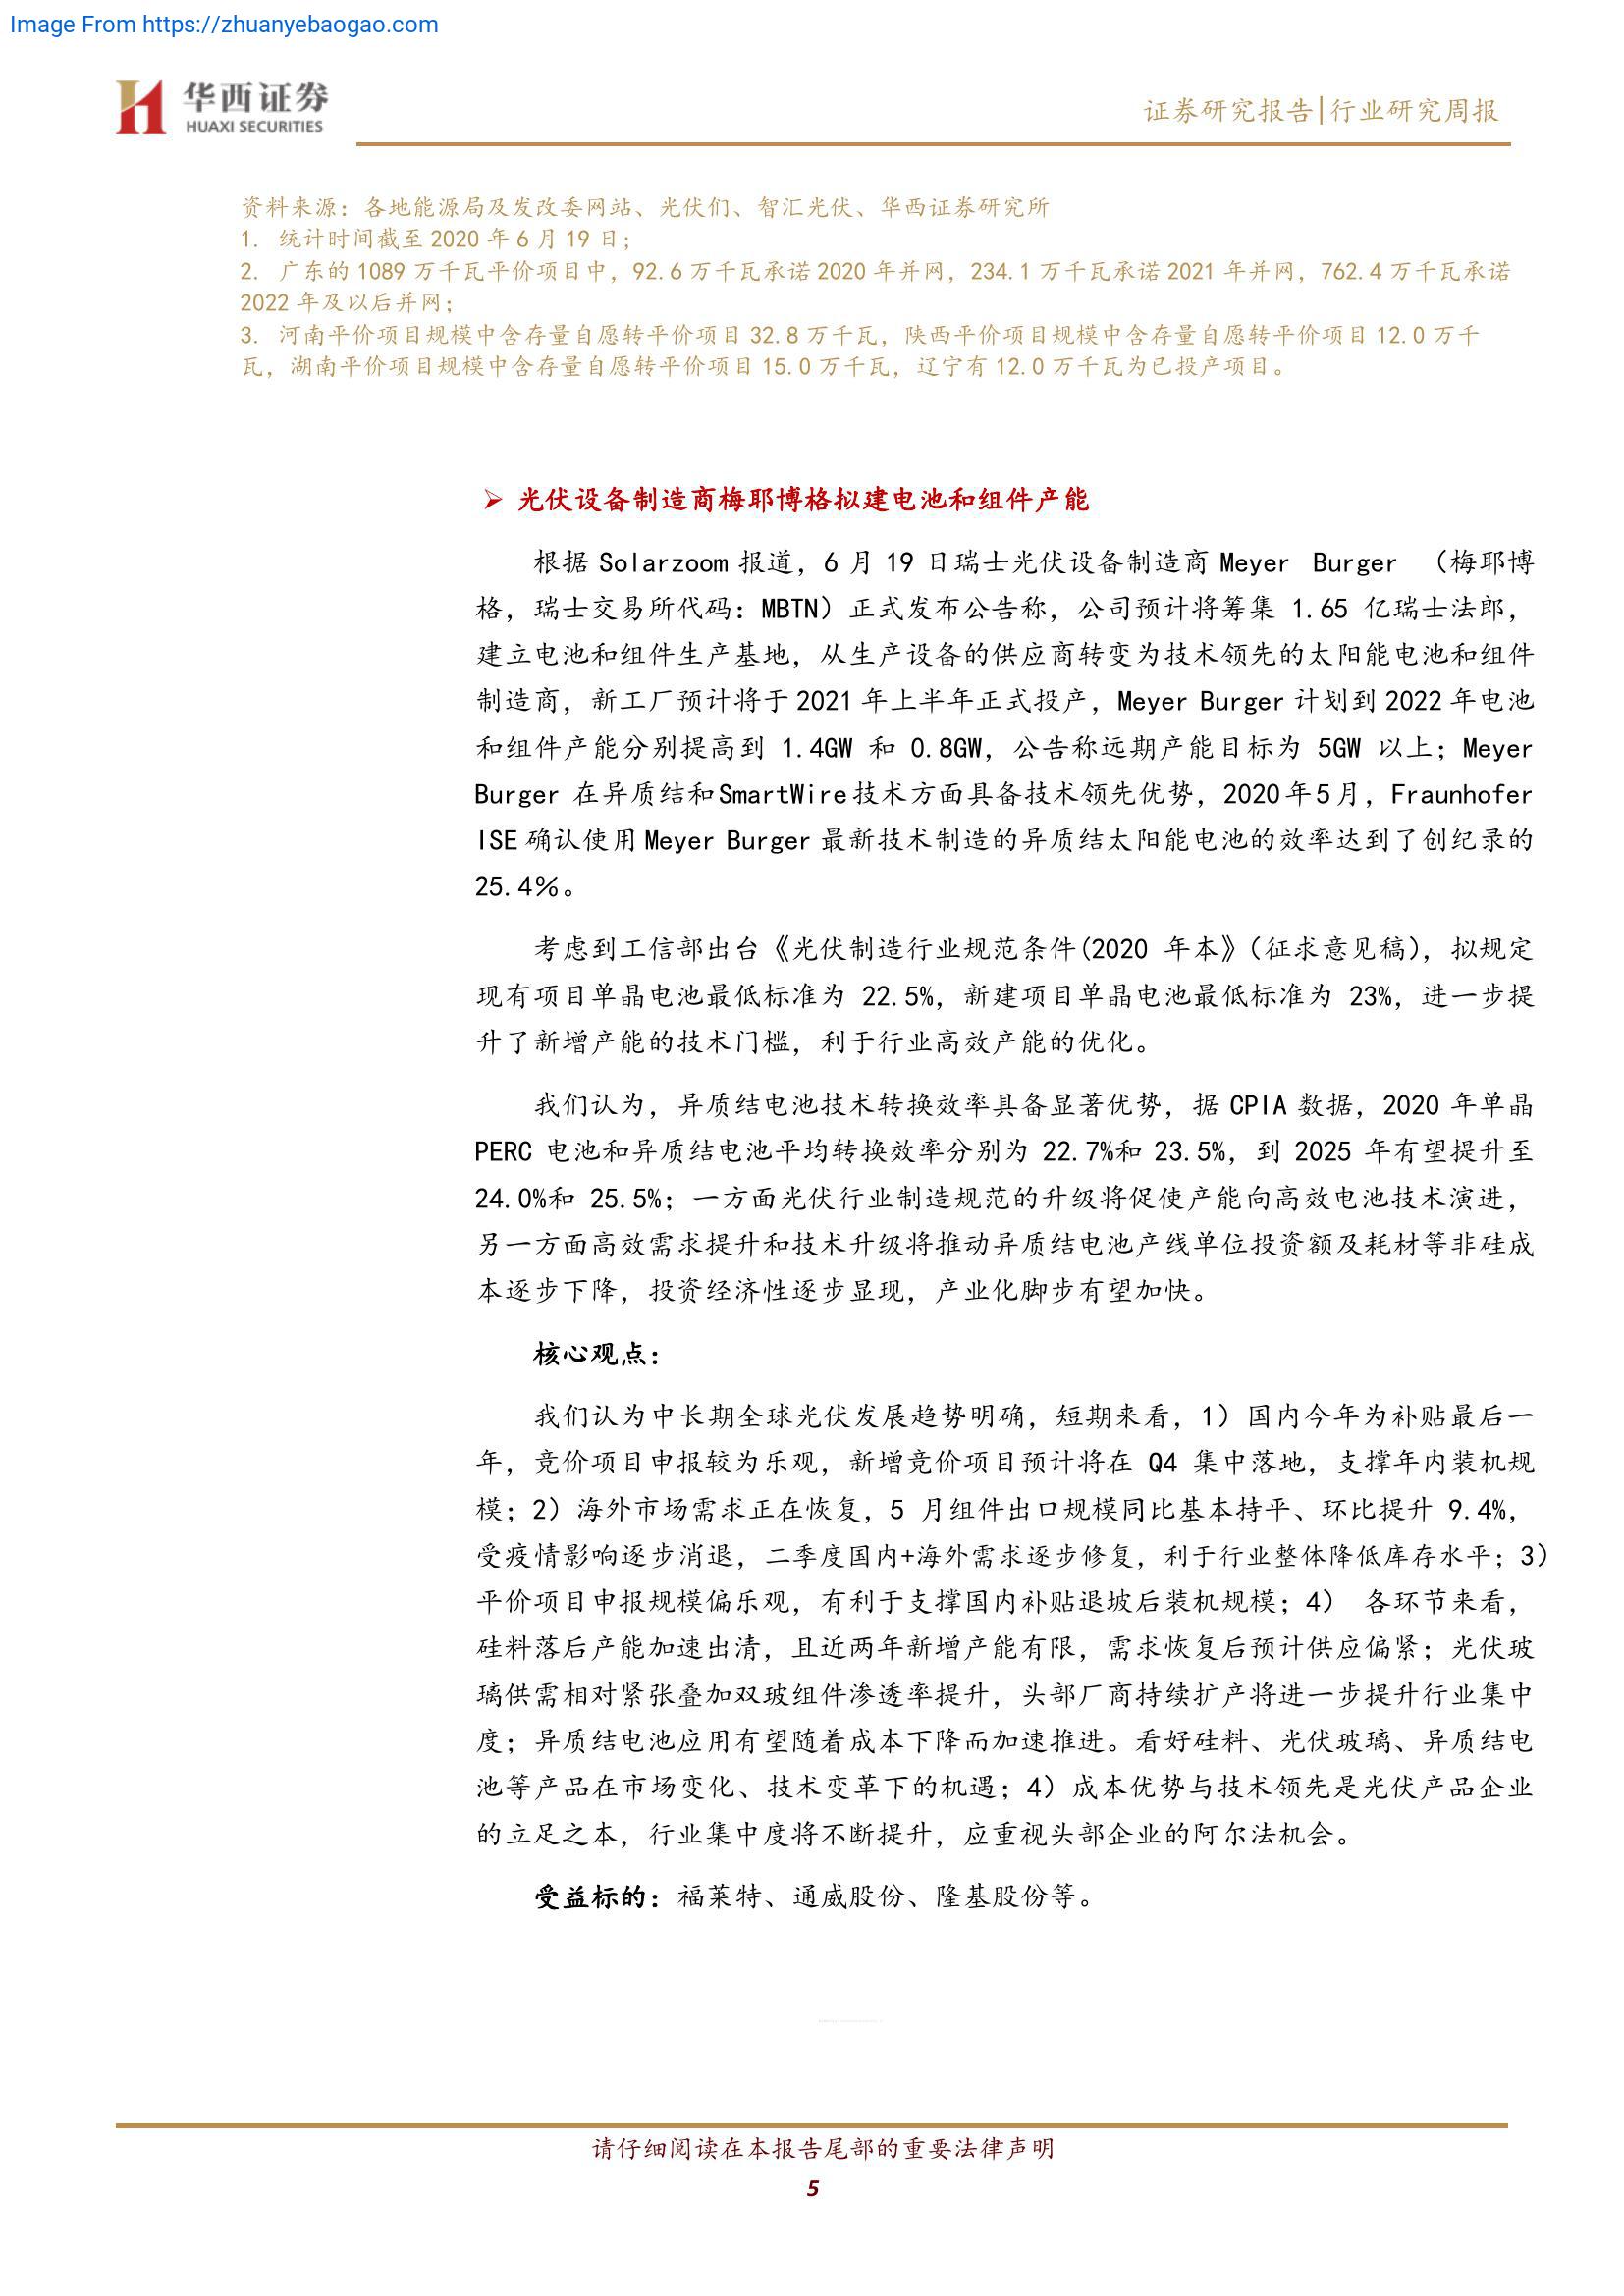 Image From https://zhuanyebaogao.com
华西证券
HUAXI SECURITIES
证券研究报告|行业研究周报
资料来源：各地能源局及发改委网站、光伏们、智汇光伏、华西证券研究所
1. 统计时间截至 2020 年 6 月 19 日；
2. 广东的 1089 万千瓦平价项目中，92.6 万千瓦承诺 2020 年并网，234.1 万千瓦承诺 2021 年并网，762.4 万千瓦承诺
2022 年及以后并网；
3. 河南平价项目规模中含存量自愿转平价项目 32.8 万千瓦，陕西平价项目规模中含存量自愿转平价项目 12.0 万千
瓦，湖南平价项目规模中含存量自愿转平价项目 15.0 万千瓦，辽宁有 12.0 万千瓦为已投产项目。
➢ 光伏设备制造商梅耶博格拟建电池和组件产能
根据 Solarzoom 报道，6 月 19 日瑞士光伏设备制造商 Meyer Burger （梅耶博
格，瑞士交易所代码：MBTN）正式发布公告称，公司预计将筹集 1.65 亿瑞士法郎，
建立电池和组件生产基地，从生产设备的供应商转变为技术领先的太阳能电池和组件
制造商，新工厂预计将于 2021 年上半年正式投产，Meyer Burger 计划到 2022 年电池
和组件产能分别提高到 1.4GW 和 0.8GW，公告称远期产能目标为 5GW 以上；Meyer
Burger 在异质结和 SmartWire 技术方面具备技术领先优势，2020 年 5 月，Fraunhofer
ISE 确认使用 Meyer Burger 最新技术制造的异质结太阳能电池的效率达到了创纪录的
25.4％。
考虑到工信部出台《光伏制造行业规范条件(2020 年本》（征求意见稿），拟规定
现有项目单晶电池最低标准为 22.5%，新建项目单晶电池最低标准为 23%，进一步提
升了新增产能的技术门槛，利于行业高效产能的优化。
我们认为，异质结电池技术转换效率具备显著优势，据 CPIA 数据，2020 年单晶
PERC 电池和异质结电池平均转换效率分别为 22.7%和 23.5%，到 2025 年有望提升至
24.0%和 25.5%；一方面光伏行业制造规范的升级将促使产能向高效电池技术演进，
另一方面高效需求提升和技术升级将推动异质结电池产线单位投资额及耗材等非硅成
本逐步下降，投资经济性逐步显现，产业化脚步有望加快。
核心观点：
我们认为中长期全球光伏发展趋势明确，短期来看，1）国内今年为补贴最后一
年，竞价项目申报较为乐观，新增竞价项目预计将在 Q4 集中落地，支撑年内装机规
模；2）海外市场需求正在恢复，5 月组件出口规模同比基本持平、环比提升 9.4%，
受疫情影响逐步消退，二季度国内+海外需求逐步修复，利于行业整体降低库存水平；3）
平价项目申报规模偏乐观，有利于支撑国内补贴退坡后装机规模；4） 各环节来看，
硅料落后产能加速出清，且近两年新增产能有限，需求恢复后预计供应偏紧；光伏玻
璃供需相对紧张叠加双玻组件渗透率提升，头部厂商持续扩产将进一步提升行业集中
度；异质结电池应用有望随着成本下降而加速推进。看好硅料、光伏玻璃、异质结电
池等产品在市场变化、技术变革下的机遇；4）成本优势与技术领先是光伏产品企业
的立足之本，行业集中度将不断提升，应重视头部企业的阿尔法机会。
受益标的：福莱特、通威股份、隆基股份等。
请仔细阅读在本报告尾部的重要法律声明
5